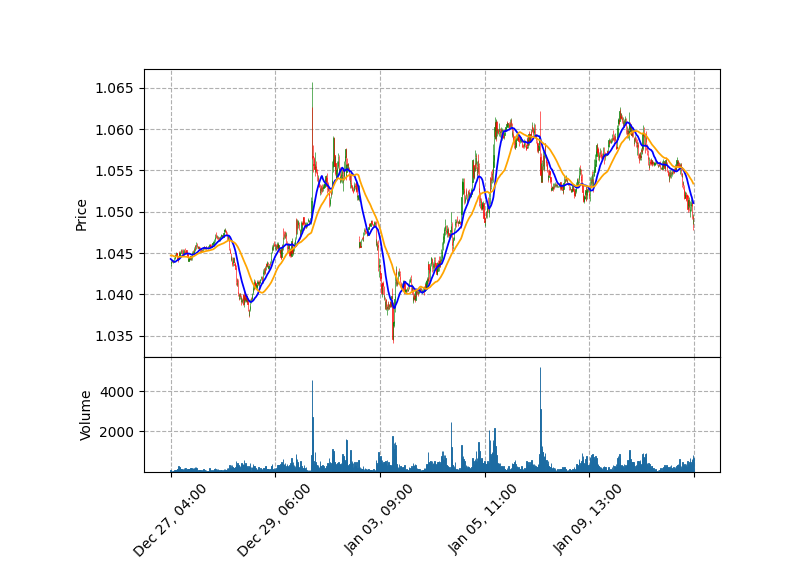 1.065
1.060
1.055
1.050
1.045
1.040
1.035
Price
4000
2000
Volume
Dec 27, 04:00
Dec 29, 06:00
Jan 03, 09:00
Jan 05, 11:00
Jan 09, 13:00